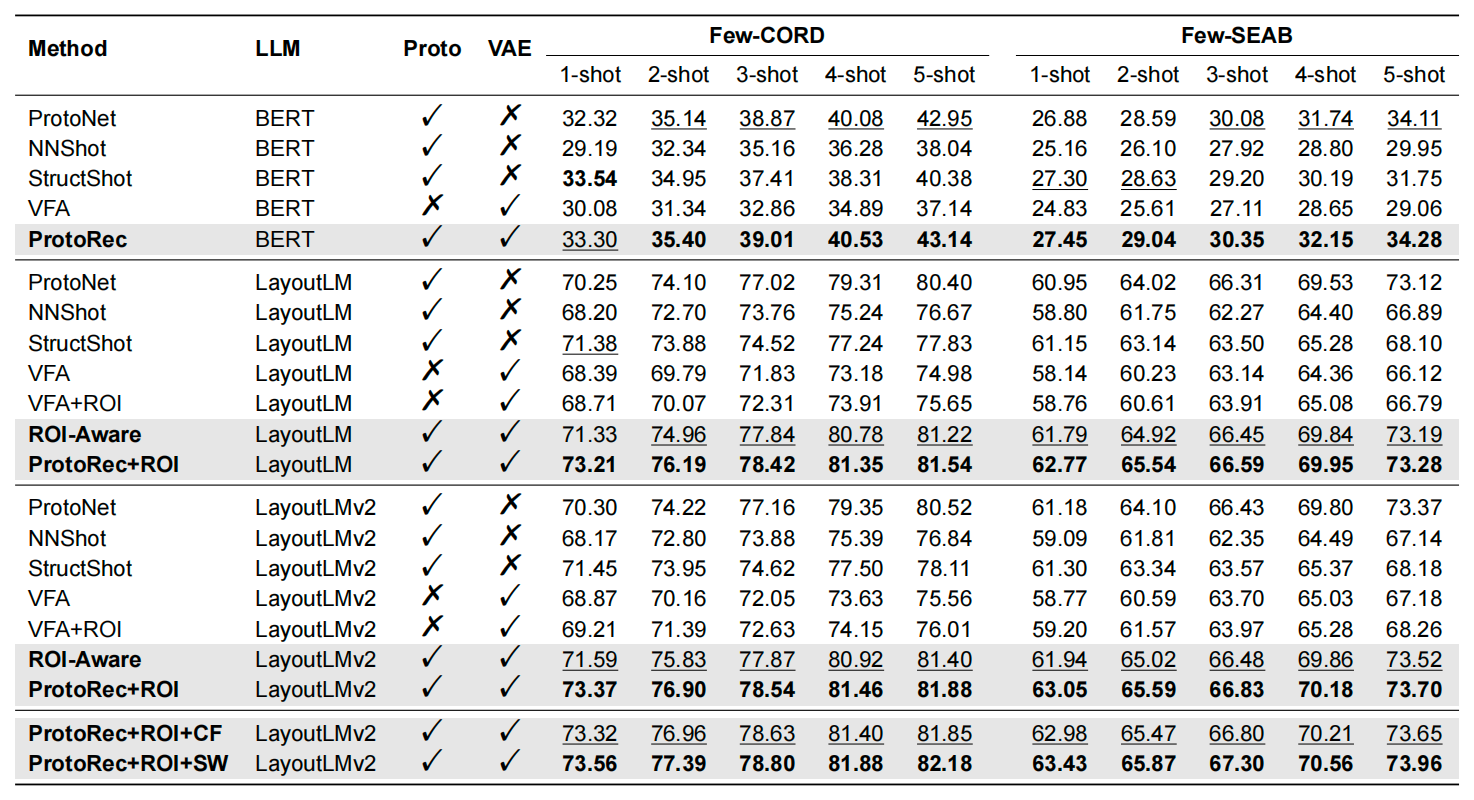 Method LLM Proto VAE Few-CORD Few-SEAB
1-shot 2-shot 3-shot 4-shot 5-shot 1-shot 2-shot 3-shot 4-shot 5-shot
ProtoNet BERT ✓ ✗ 32.32 35.14 38.87 40.08 42.95 26.88 28.59 30.08 31.74 34.11
NNShot BERT ✓ ✗ 29.19 32.34 35.16 36.28 38.04 25.16 26.10 27.92 28.80 29.95
StructShot BERT ✓ ✗ 33.54 34.95 37.41 38.31 40.38 27.30 28.63 29.20 30.19 31.75
VFA BERT ✗ ✓ 30.08 31.34 32.86 34.89 37.14 24.83 25.61 27.11 28.65 29.06
ProtoRec BERT ✓ ✓ 33.30 35.40 39.01 40.53 43.14 27.45 29.04 30.35 32.15 34.28
ProtoNet LayoutLM ✓ ✗ 70.25 74.10 77.02 79.31 80.40 60.95 64.02 66.31 69.53 73.12
NNShot LayoutLM ✓ ✗ 68.20 72.70 73.76 75.24 76.67 58.80 61.75 62.27 64.40 66.89
StructShot LayoutLM ✓ ✗ 71.38 73.88 74.52 77.24 77.83 61.15 63.14 63.50 65.28 68.10
VFA LayoutLM ✗ ✓ 68.39 69.79 71.83 73.18 74.98 58.14 60.23 63.14 64.36 66.12
VFA+ROI LayoutLM ✗ ✓ 68.71 70.07 72.31 73.91 75.65 58.76 60.61 63.91 65.08 66.79
ROI-Aware LayoutLM ✓ ✓ 71.33 74.96 77.84 80.78 81.22 61.79 64.92 66.45 69.84 73.19
ProtoRec+ROI LayoutLM ✓ ✓ 73.21 76.19 78.42 81.35 81.54 62.77 65.54 66.59 69.95 73.28
ProtoNet LayoutLMv2 ✓ ✗ 70.30 74.22 77.16 79.35 80.52 61.18 64.10 66.43 69.80 73.37
NNShot LayoutLMv2 ✓ ✗ 68.17 72.80 73.88 75.39 76.84 59.09 61.81 62.35 64.49 67.14
StructShot LayoutLMv2 ✓ ✗ 71.45 73.95 74.62 77.50 78.11 61.30 63.34 63.57 65.37 68.18
VFA LayoutLMv2 ✗ ✓ 68.87 70.16 72.05 73.63 75.56 58.77 60.59 63.70 65.03 67.18
VFA+ROI LayoutLMv2 ✗ ✓ 69.21 71.39 72.63 74.15 76.01 59.20 61.57 63.97 65.28 68.26
ROI-Aware LayoutLMv2 ✓ ✓ 71.59 75.83 77.87 80.92 81.40 61.94 65.02 66.48 69.86 73.52
ProtoRec+ROI LayoutLMv2 ✓ ✓ 73.37 76.90 78.54 81.46 81.88 63.05 65.59 66.83 70.18 73.70
ProtoRec+ROI+CF LayoutLMv2 ✓ ✓ 73.32 76.96 78.63 81.40 81.85 62.98 65.47 66.80 70.21 73.65
ProtoRec+ROI+SW LayoutLMv2 ✓ ✓ 73.56 77.39 78.80 81.88 82.18 63.43 65.87 67.30 70.56 73.96